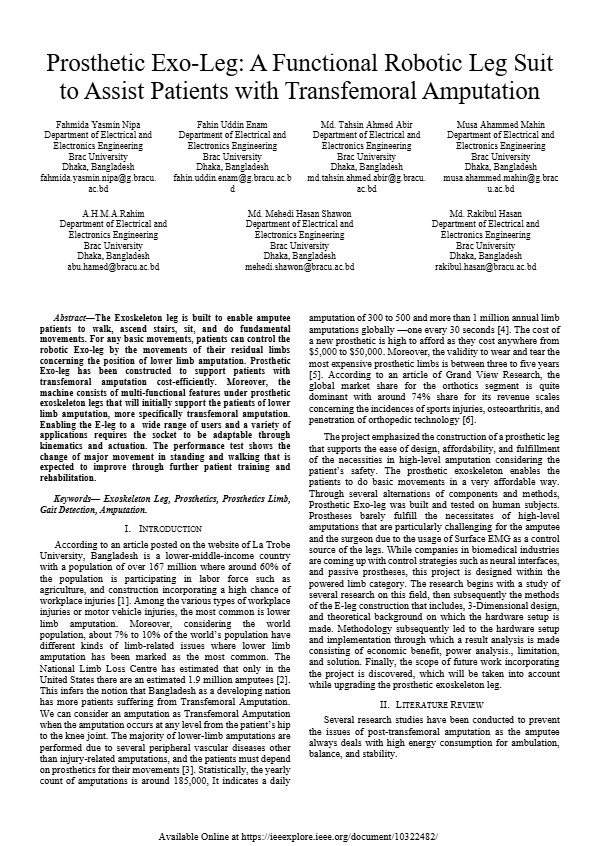 Prosthetic Exo-Leg: A Functional Robotic Leg Suit
to Assist Patients with Transfemoral Amputation
Fahmida Yasmin Nipa
Department of Electrical and
Electronics Engineering
Brac University
Dhaka, Bangladesh
fahmida.yasmin.nipa@g.bracu.
ac.bd
Fahin Uddin Enam
Department of Electrical and
Electronics Engineering
Brac University
Dhaka, Bangladesh
fahin.uddin.enam@g.bracu.ac.b
d
Md. Tahsin Ahmed Abir
Department of Electrical and
Electronics Engineering
Brac University
Dhaka, Bangladesh
md.tahsin.ahmed.abir@g.bracu.
ac.bd
Musa Ahammed Mahin
Department of Electrical and
Electronics Engineering
Brac University
Dhaka, Bangladesh
musa.ahammed.mahin@g.brac
u.ac.bd
A.H.M.A.Rahim
Department of Electrical and
Electronics Engineering
Brac University
Dhaka, Bangladesh
abu.hamed@bracu.ac.bd
Md. Mehedi Hasan Shawon
Department of Electrical and
Electronics Engineering
Brac University
Dhaka, Bangladesh
mehedi.shawon@bracu.ac.bd
Md. Rakibul Hasan
Department of Electrical and
Electronics Engineering
Brac University
Dhaka, Bangladesh
rakibul.hasan@bracu.ac.bd
Abstract—The Exoskeleton leg is built to enable amputee
patients to walk, ascend stairs, sit, and do fundamental
movements. For any basic movements, patients can control the
robotic Exo-leg by the movements of their residual limbs
concerning the position of lower limb amputation. Prosthetic
Exo-leg has been constructed to support patients with
transfemoral amputation cost-efficiently. Moreover, the
machine consists of multi-functional features under prosthetic
exoskeleton legs that will initially support the patients of lower
limb amputation, more specifically transfemoral amputation.
Enabling the E-leg to a wide range of users and a variety of
applications requires the socket to be adaptable through
kinematics and actuation. The performance test shows the
change of major movement in standing and walking that is
expected to improve through further patient training and
rehabilitation.
Keywords— Exoskeleton Leg, Prosthetics, Prosthetics Limb,
Gait Detection, Amputation.
I. INTRODUCTION
According to an article posted on the website of La Trobe
University, Bangladesh is a lower-middle-income country
with a population of over 167 million where around 60% of
the population is participating in labor force such as
agriculture, and construction incorporating a high chance of
workplace injuries [1]. Among the various types of workplace
injuries or motor vehicle injuries, the most common is lower
limb amputation. Moreover, considering the world
population, about 7% to 10% of the world's population have
different kinds of limb-related issues where lower limb
amputation has been marked as the most common. The
National Limb Loss Centre has estimated that only in the
United States there are an estimated 1.9 million amputees [2].
This infers the notion that Bangladesh as a developing nation
has more patients suffering from Transfemoral Amputation.
We can consider an amputation as Transfemoral Amputation
when the amputation occurs at any level from the patient's hip
to the knee joint. The majority of lower-limb amputations are
performed due to several peripheral vascular diseases other
than injury-related amputations, and the patients must depend
on prosthetics for their movements [3]. Statistically, the yearly
count of amputations is around 185,000, It indicates a daily
amputation of 300 to 500 and more than 1 million annual limb
amputations globally —one every 30 seconds [4]. The cost of
a new prosthetic is high to afford as they cost anywhere from
$5,000 to $50,000. Moreover, the validity to wear and tear the
most expensive prosthetic limbs is between three to five years
[5]. According to an article of Grand View Research, the
global market share for the orthotics segment is quite
dominant with around 74% share for its revenue scales
concerning the incidences of sports injuries, osteoarthritis, and
penetration of orthopedic technology [6].
The project emphasized the construction of a prosthetic leg
that supports the ease of design, affordability, and fulfillment
of the necessities in high-level amputation considering the
patient's safety. The prosthetic exoskeleton enables the
patients to do basic movements in a very affordable way.
Through several alternations of components and methods,
Prosthetic Exo-leg was built and tested on human subjects.
Prostheses barely fulfill the necessitates of high-level
amputations that are particularly challenging for the amputee
and the surgeon due to the usage of Surface EMG as a control
source of the legs. While companies in biomedical industries
are coming up with control strategies such as neural interfaces,
and passive prostheses, this project is designed within the
powered limb category. The research begins with a study of
several research on this field, then subsequently the methods
of the E-leg construction that includes, 3-Dimensional design,
and theoretical background on which the hardware setup is
made. Methodology subsequently led to the hardware setup
and implementation through which a result analysis is made
consisting of economic benefit, power analysis., limitation,
and solution. Finally, the scope of future work incorporating
the project is discovered, which will be taken into account
while upgrading the prosthetic exoskeleton leg.
II. LITERATURE REVIEW
Several research studies have been conducted to prevent
the issues of post-transfemoral amputation as the amputee
always deals with high energy consumption for ambulation,
balance, and stability.
Available Online at https://ieeexplore.ieee.org/document/10322482/